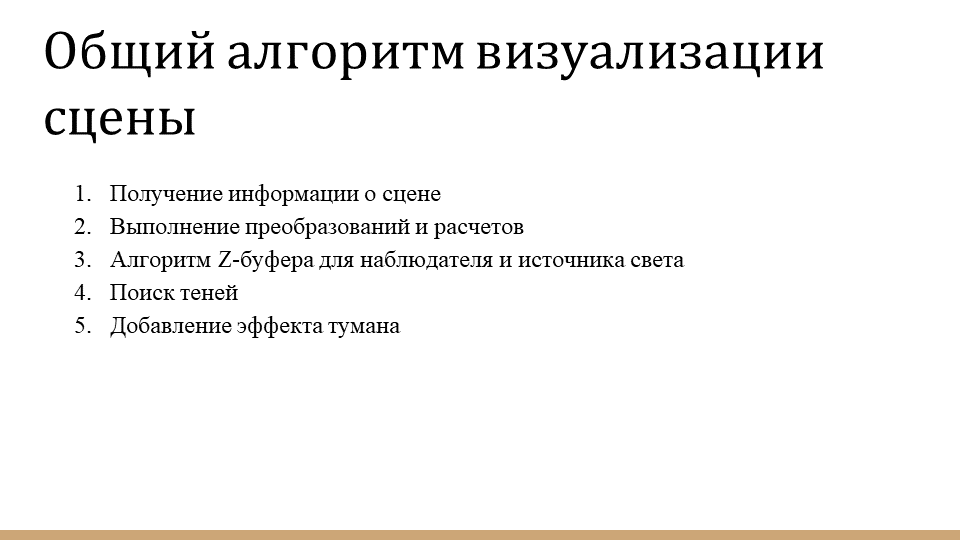 Общий алгоритм визуализации
сцены
1. Получение информации о сцене
2. Выполнение преобразований и расчетов
3. Алгоритм Z-буфера для наблюдателя и источника света
4. Поиск теней
5. Добавление эффекта тумана